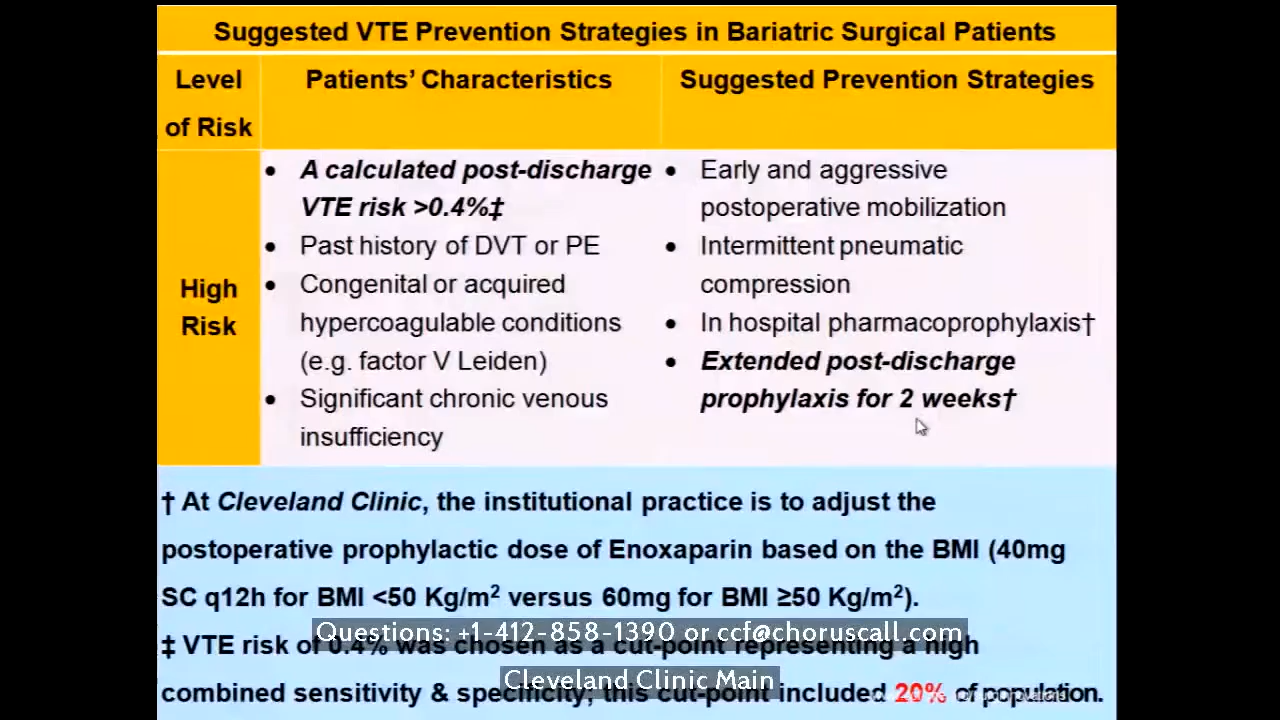 Suggested VTE Prevention Strategies in Bariatric Surgical Patients
Level
of Risk
Patients' Characteristics
Suggested Prevention Strategies
High
Risk
• A calculated post-discharge
VTE risk >0.4%‡
• Past history of DVT or PE
• Congenital or acquired
hypercoagulable conditions
(e.g. factor V Leiden)
• Significant chronic venous
insufficiency
• Early and aggressive
postoperative mobilization
• Intermittent pneumatic
compression
• In hospital pharmacoprophylaxis†
• Extended post-discharge
prophylaxis for 2 weeks†
† At Cleveland Clinic, the institutional practice is to adjust the
postoperative prophylactic dose of Enoxaparin based on the BMI (40mg
SC q12h for BMI <50 Kg/m² versus 60mg for BMI ≥50 Kg/m²).
Questions: +1-412-858-1390 or ccf@choruscall.com
‡ VTE risk of 0.4% was chosen as a cut-point representing a high
Cleveland Clinic Main
combined sensitivity & specificity; this cut-point included 20% of population.